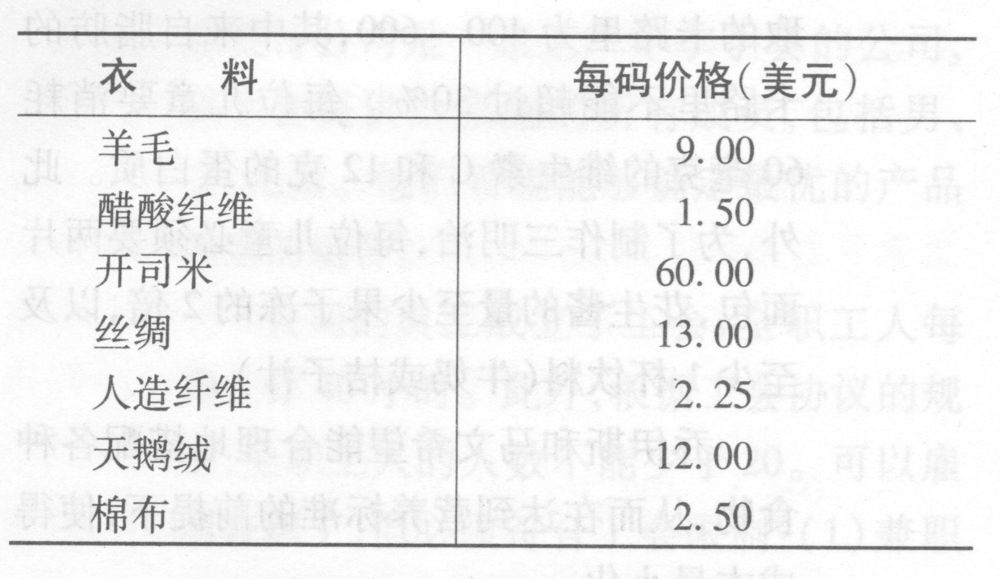 衣 料 每码价格(美元)
羊毛 9.00
醋酸纤维 1.50
开司米 60.00
丝绸 13.00
人造纤维 2.25
天鹅绒 12.00
棉布 2.50